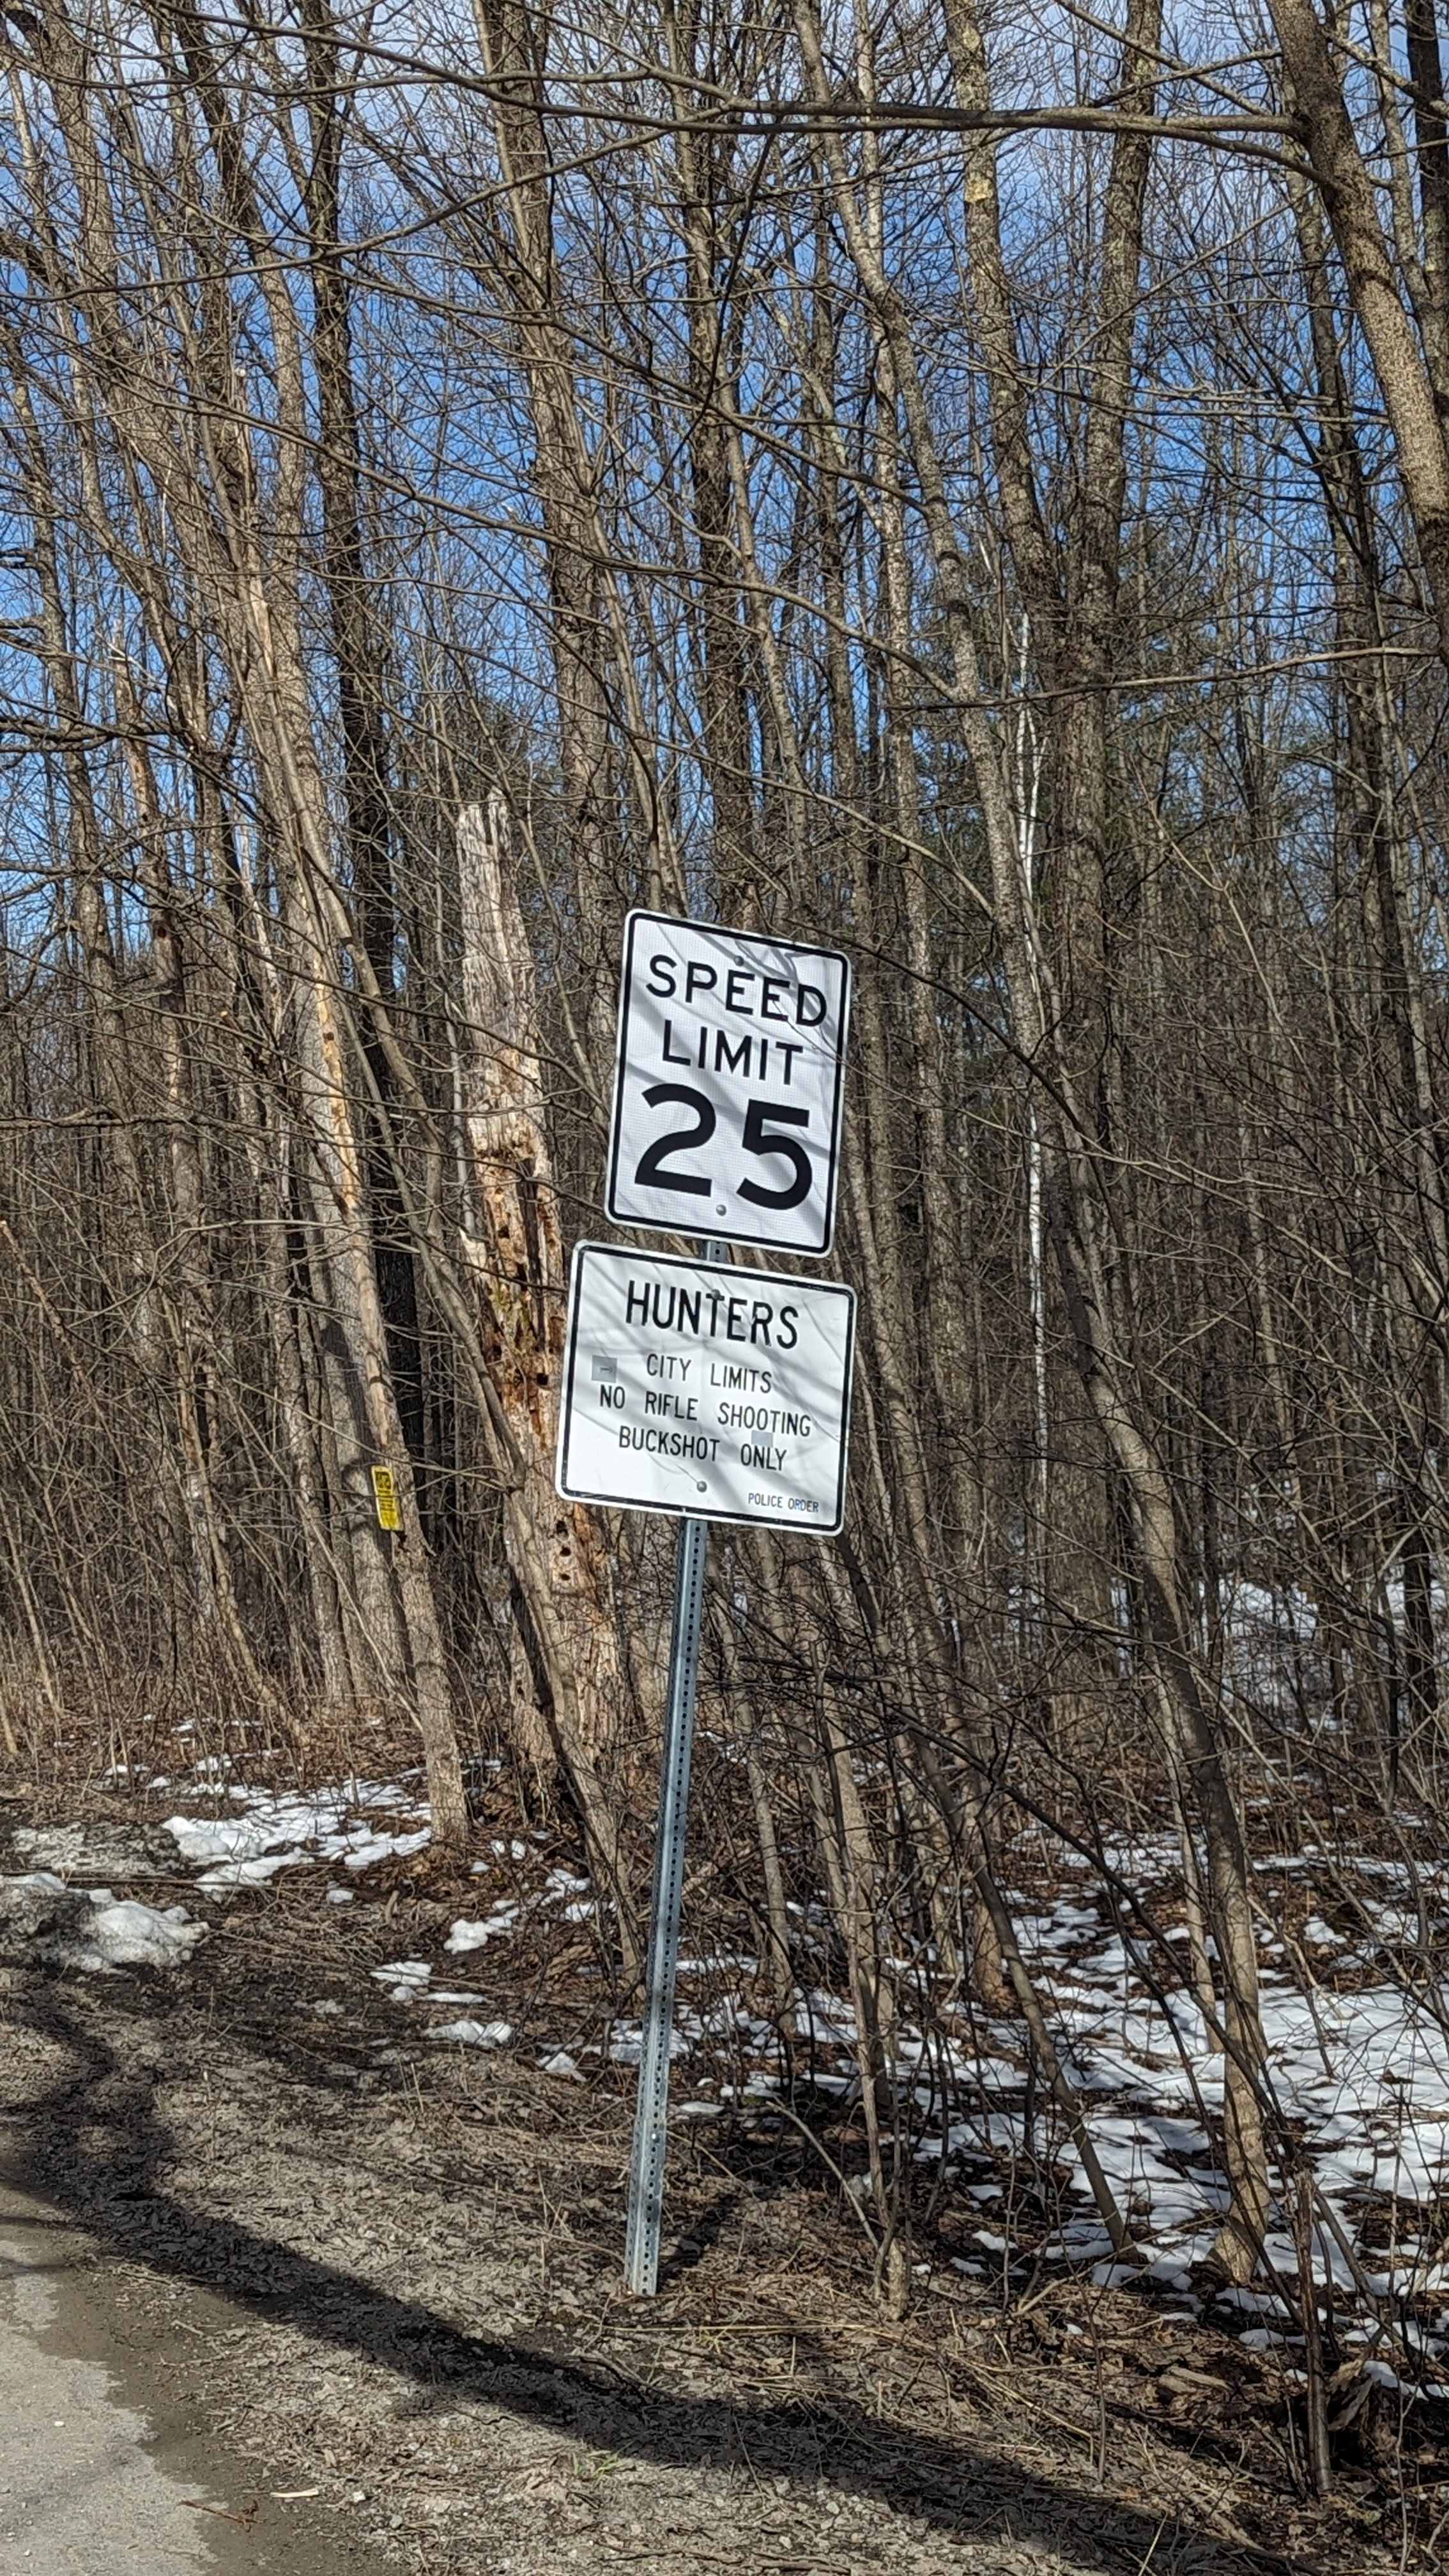 SPEED
LIMIT
25
HUNTERS
CITY LIMITS
NO RIFLE SHOOTING
BUCKSHOT ONLY
POLICE ORDER